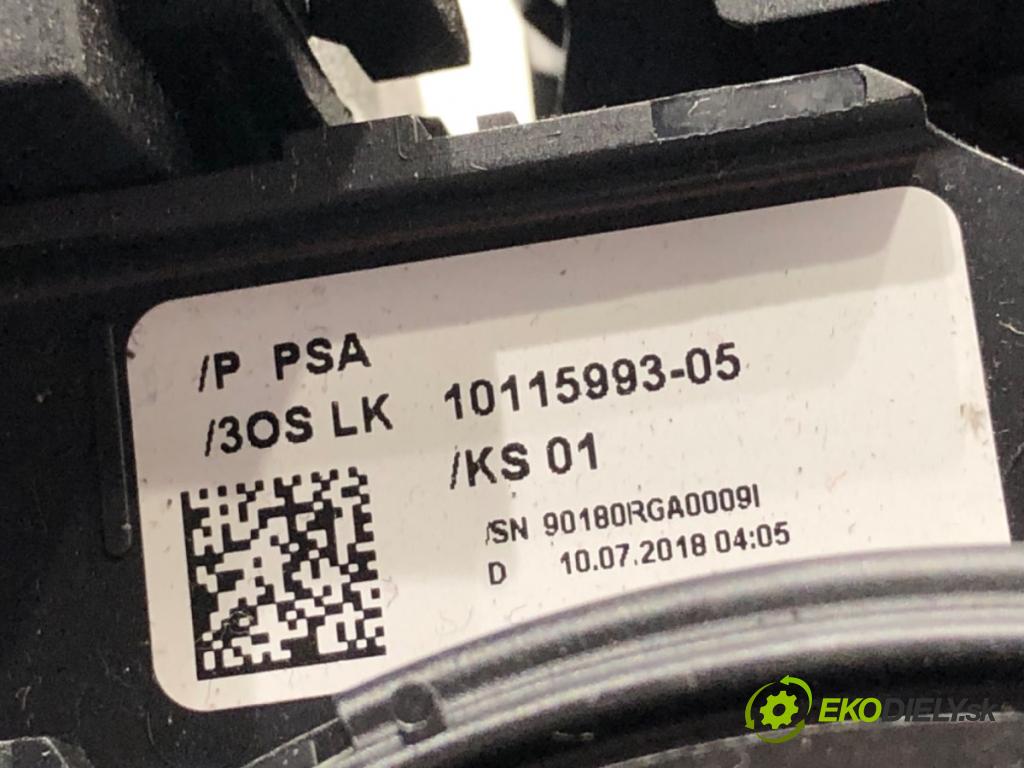 /P PSA
/3OS LK 10115993-05
/KS 01
/SN 90180RGA0009I
D 10.07.2018 04:05
EKODIELY.sk